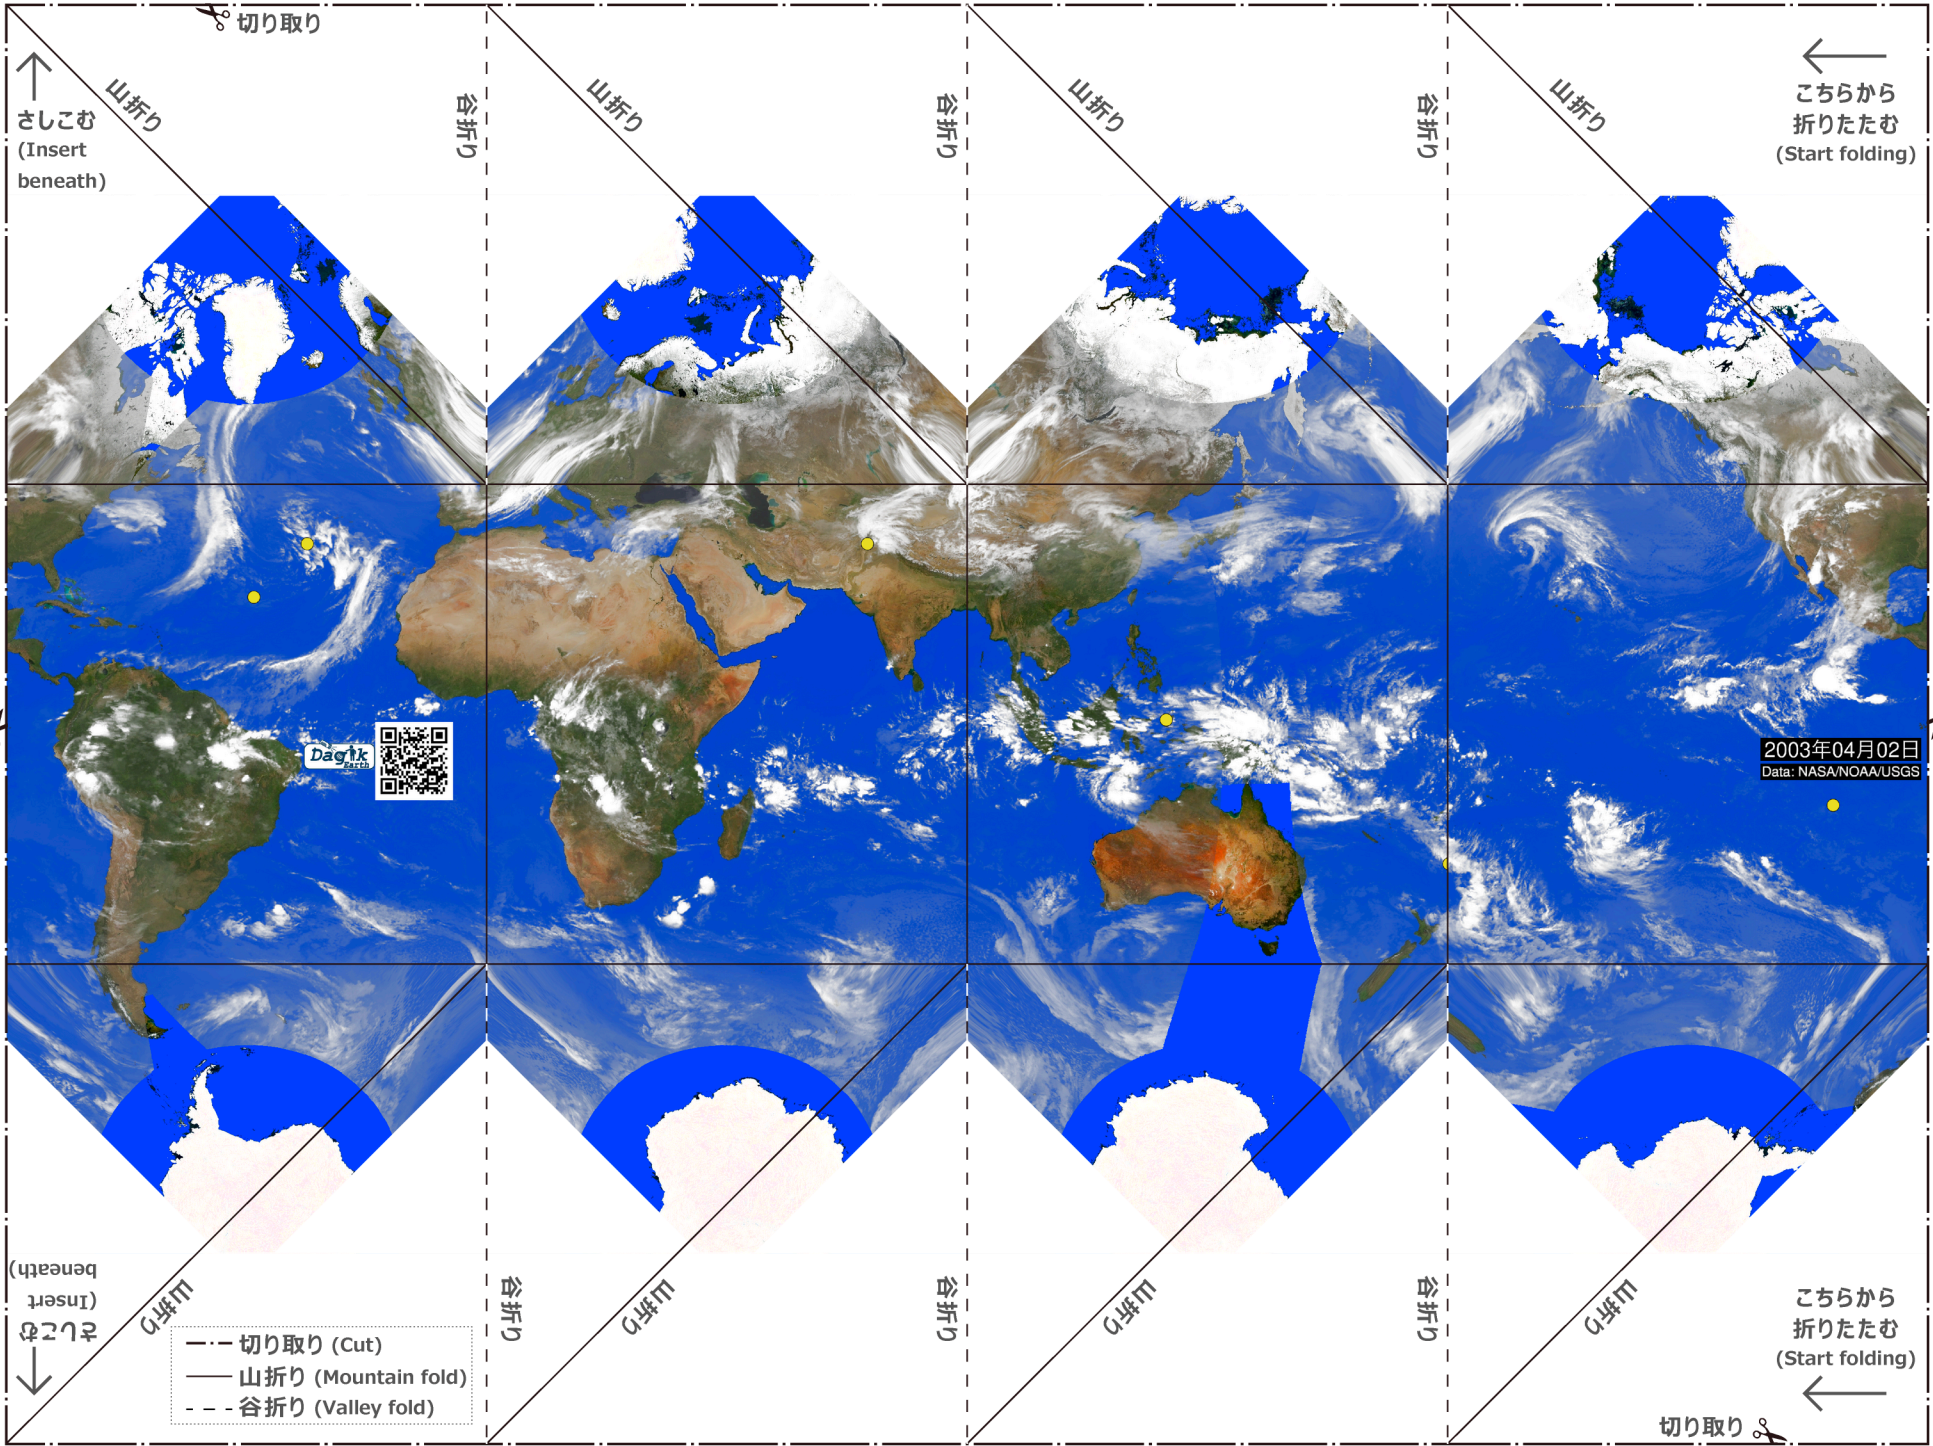 切り取り
さしこむ
(Insert
beneath)
山折り
谷折り
山折り
谷折り
山折り
谷折り
山折り
こちらから
折りたたむ
(Start folding)
Dagik
Earth
2003年04月02日
Data: NASA/NOAA/USGS
さしこむ
(Insert
beneath)
山折り
谷折り
山折り
谷折り
山折り
谷折り
山折り
こちらから
折りたたむ
(Start folding)
切り取り (Cut)
山折り (Mountain fold)
谷折り (Valley fold)
切り取り